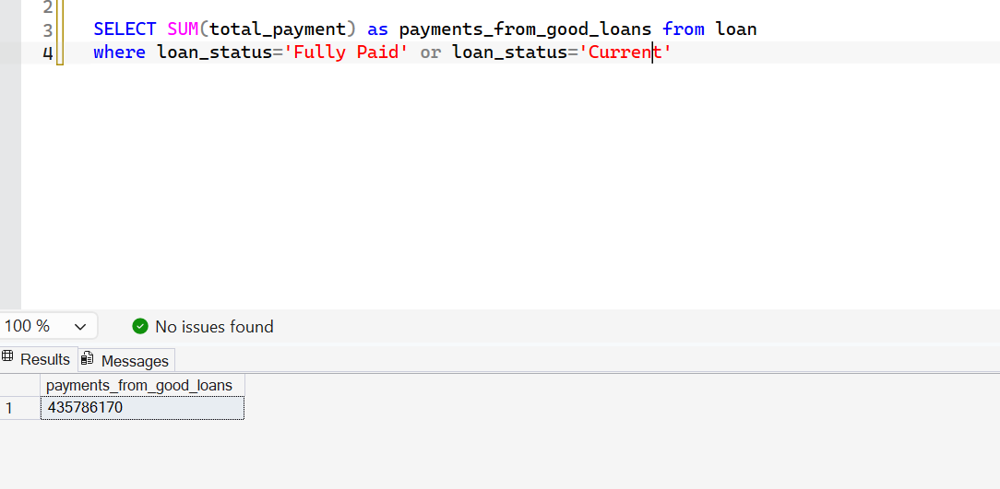 2
3 SELECT SUM(total_payment) as payments_from_good_loans from loan
4 where loan_status='Fully Paid' or loan_status='Current'
100 % No issues found
Results Messages
payments_from_good_loans
1 435786170